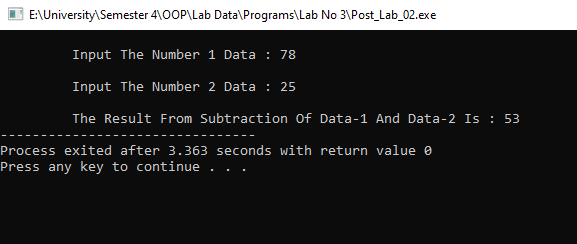 E:\University\Semester 4\OOP\Lab Data\Programs\Lab No 3\Post_Lab_02.exe
Input The Number 1 Data : 78
Input The Number 2 Data : 25
The Result From Subtraction Of Data-1 And Data-2 Is : 53
--------------------------------
Process exited after 3.363 seconds with return value 0
Press any key to continue . . .